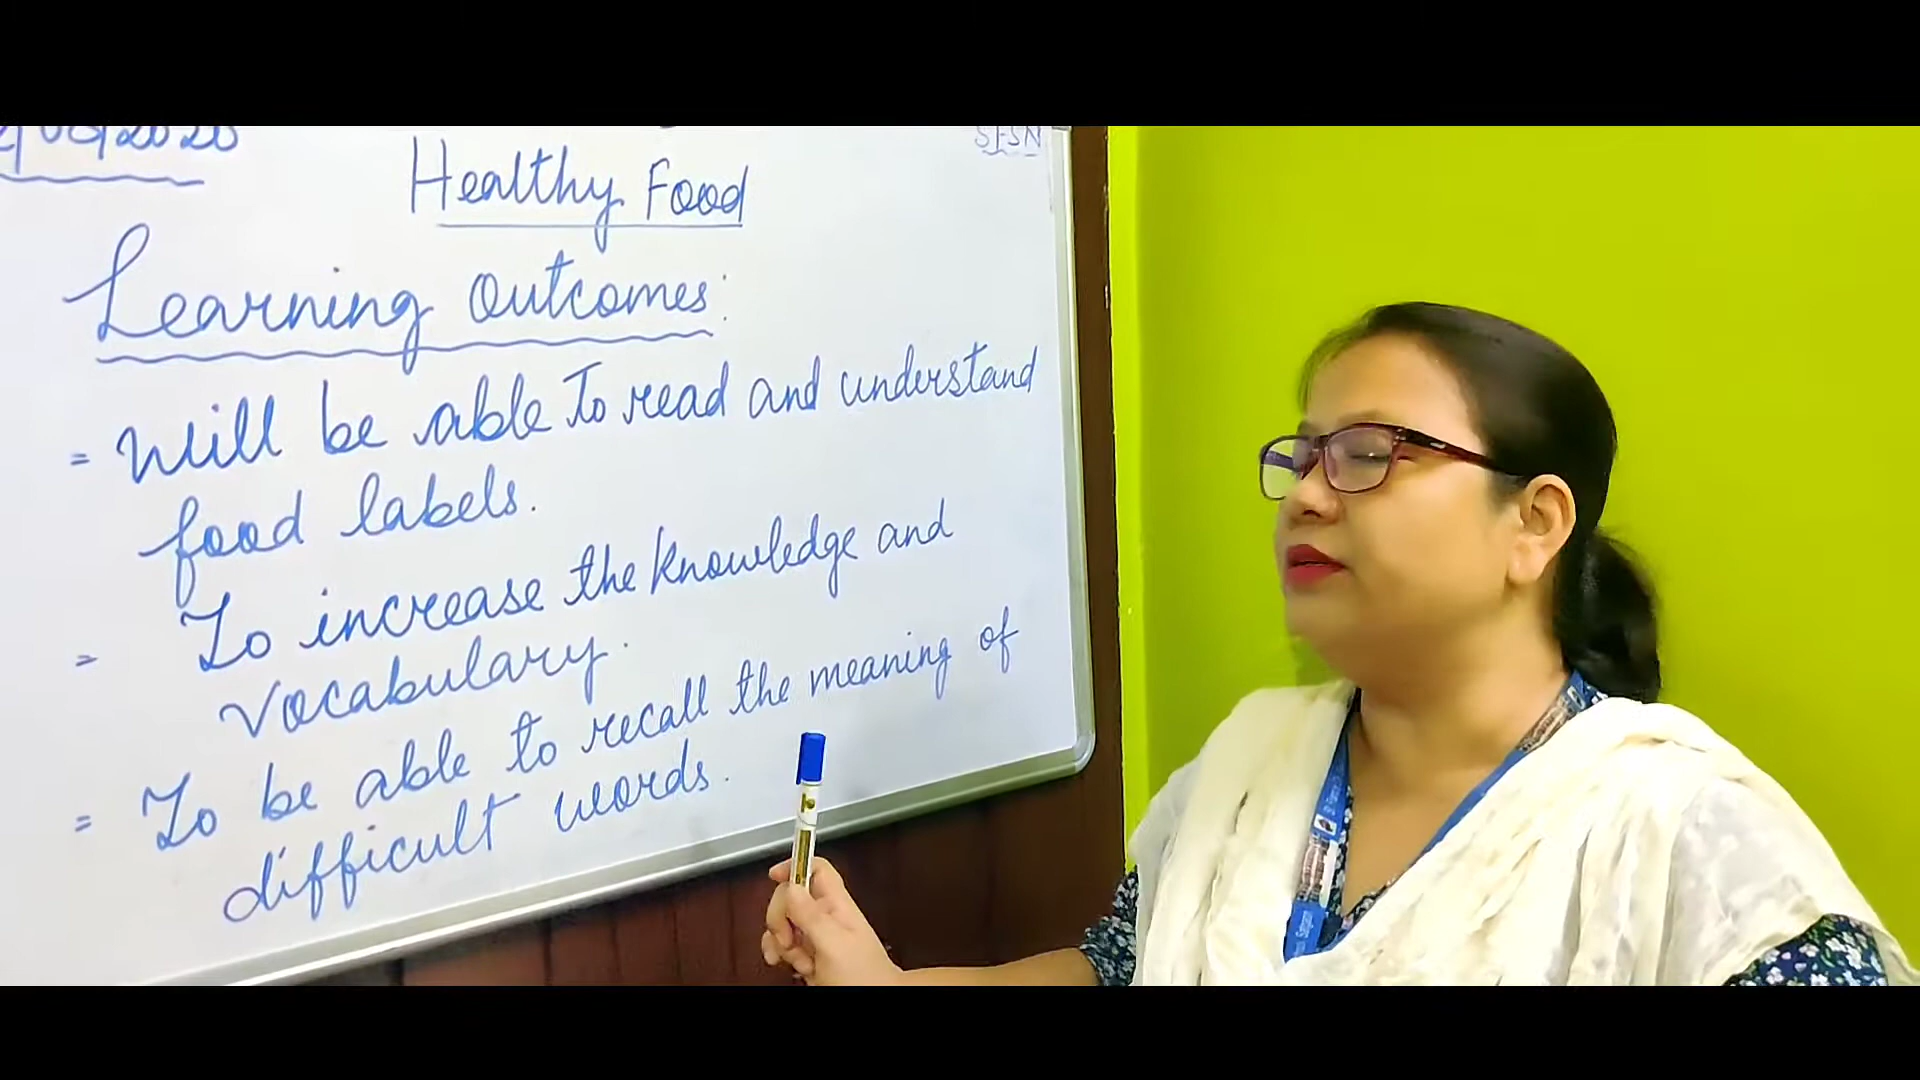 SFSN
Healthy Food
Learning Outcomes:
= Will be able To read and understand
food labels.
= To increase the knowledge and
vocabulary.
= To be able to recall the meaning of
difficult words.